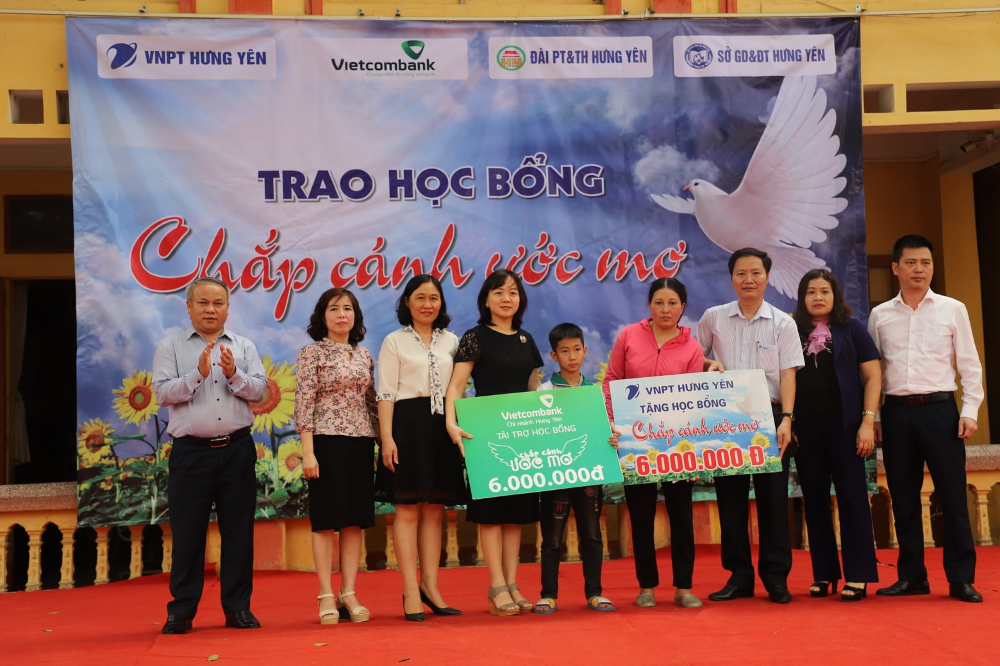 VNPT HƯNG YÊN
Vietcombank
Chung niềm tin vững tương lai
HY
ĐÀI PT&TH HƯNG YÊN
SỞ GD&ĐT HƯNG YÊN
TRAO HỌC BỔNG
Chắp cánh ước mơ
Vietcombank
Chi nhánh Hưng Yên
TÀI TRỢ HỌC BỔNG
chắp cánh
ƯỚC MƠ
6.000.000đ
VNPT HƯNG YÊN
TẶNG HỌC BỔNG
Chắp cánh ước mơ
6.000.000 Đ